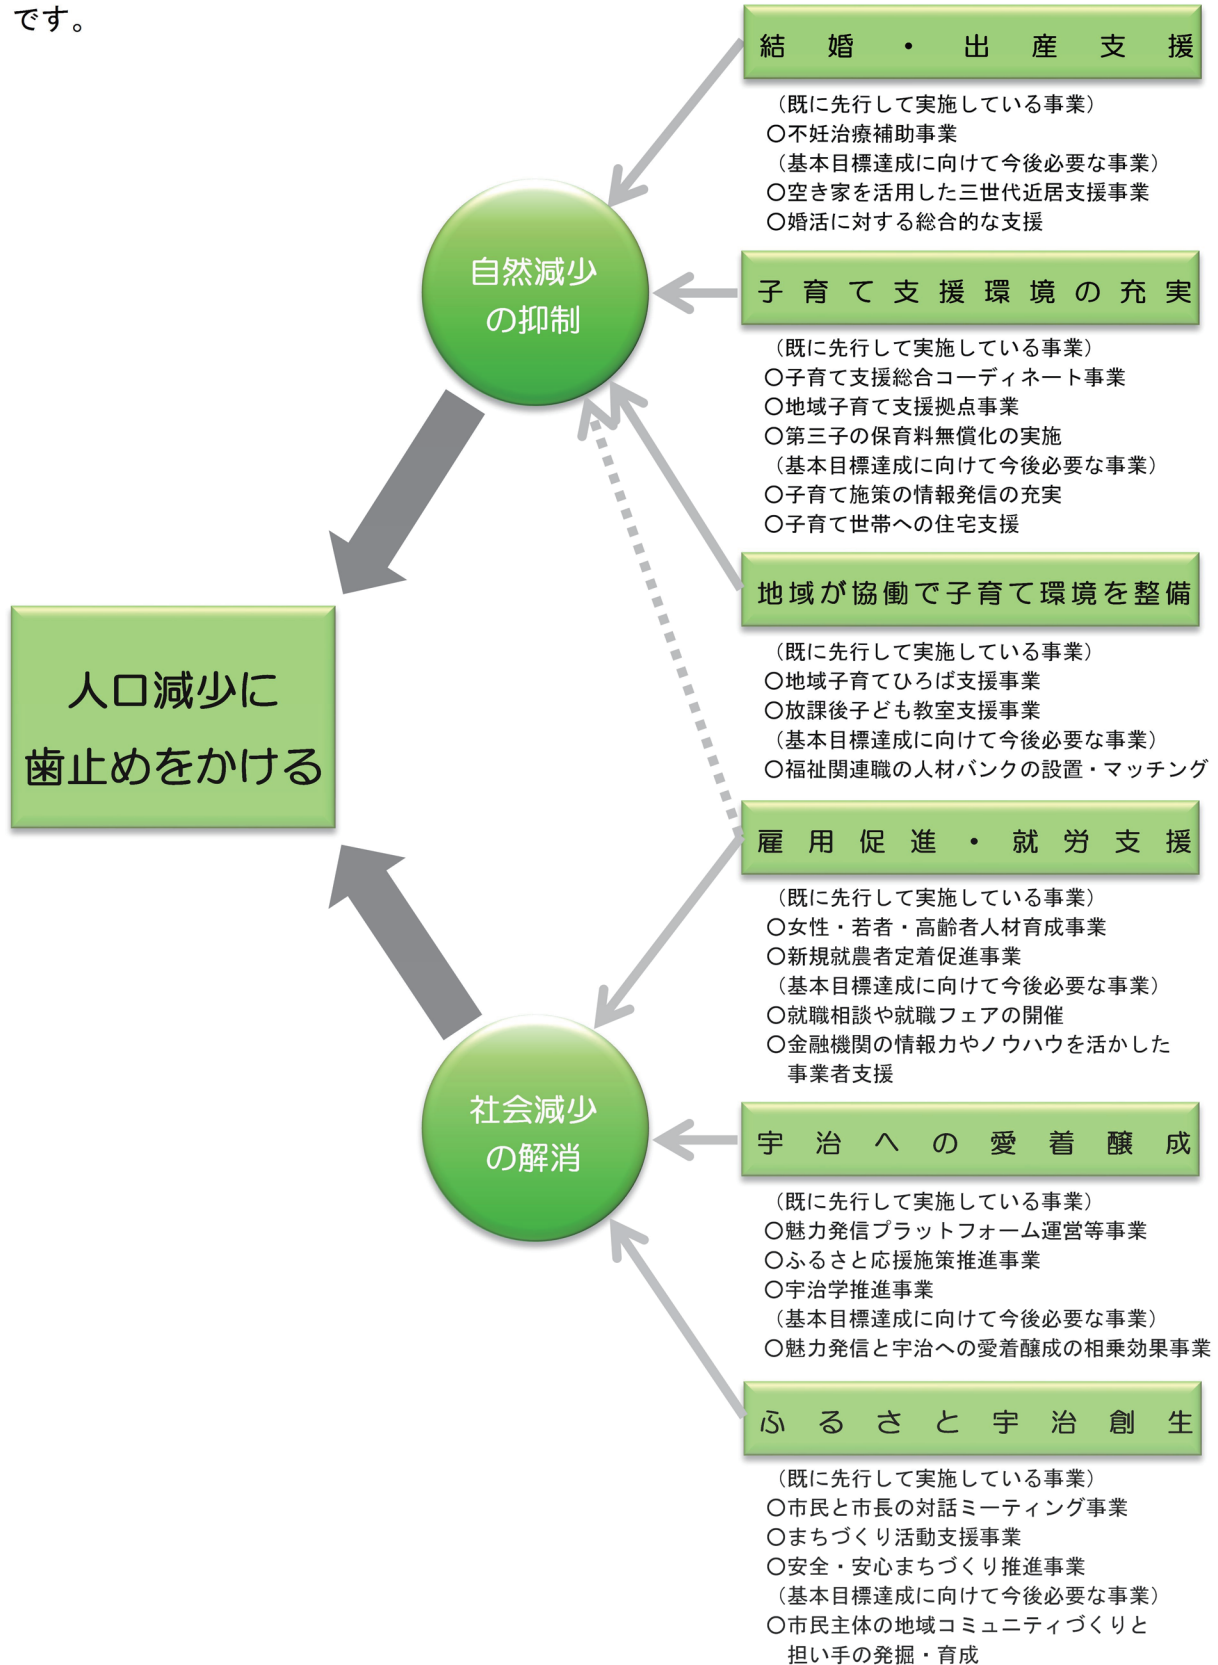 です。
結婚・出産支援
（既に先行して実施している事業）
〇不妊治療補助事業
（基本目標達成に向けて今後必要な事業）
〇空き家を活用した三世代近居支援事業
〇婚活に対する総合的な支援
自然減少
の抑制
子育て支援環境の充実
（既に先行して実施している事業）
〇子育て支援総合コーディネート事業
〇地域子育て支援拠点事業
〇第三子の保育料無償化の実施
（基本目標達成に向けて今後必要な事業）
〇子育て施策の情報発信の充実
〇子育て世帯への住宅支援
地域が協働で子育て環境を整備
（既に先行して実施している事業）
〇地域子育てひろば支援事業
〇放課後子ども教室支援事業
（基本目標達成に向けて今後必要な事業）
〇福祉関連職の人材バンクの設置・マッチング
人口減少に
歯止めをかける
雇用促進・就労支援
（既に先行して実施している事業）
〇女性・若者・高齢者人材育成事業
〇新規就農者定着促進事業
（基本目標達成に向けて今後必要な事業）
〇就職相談や就職フェアの開催
〇金融機関の情報力やノウハウを活かした
事業者支援
社会減少
の解消
宇治への愛着醸成
（既に先行して実施している事業）
〇魅力発信プラットフォーム運営等事業
〇ふるさと応援施策推進事業
〇宇治学推進事業
（基本目標達成に向けて今後必要な事業）
〇魅力発信と宇治への愛着醸成の相乗効果事業
ふるさと宇治創生
（既に先行して実施している事業）
〇市民と市長の対話ミーティング事業
〇まちづくり活動支援事業
〇安全・安心まちづくり推進事業
（基本目標達成に向けて今後必要な事業）
〇市民主体の地域コミュニティづくりと
担い手の発掘・育成